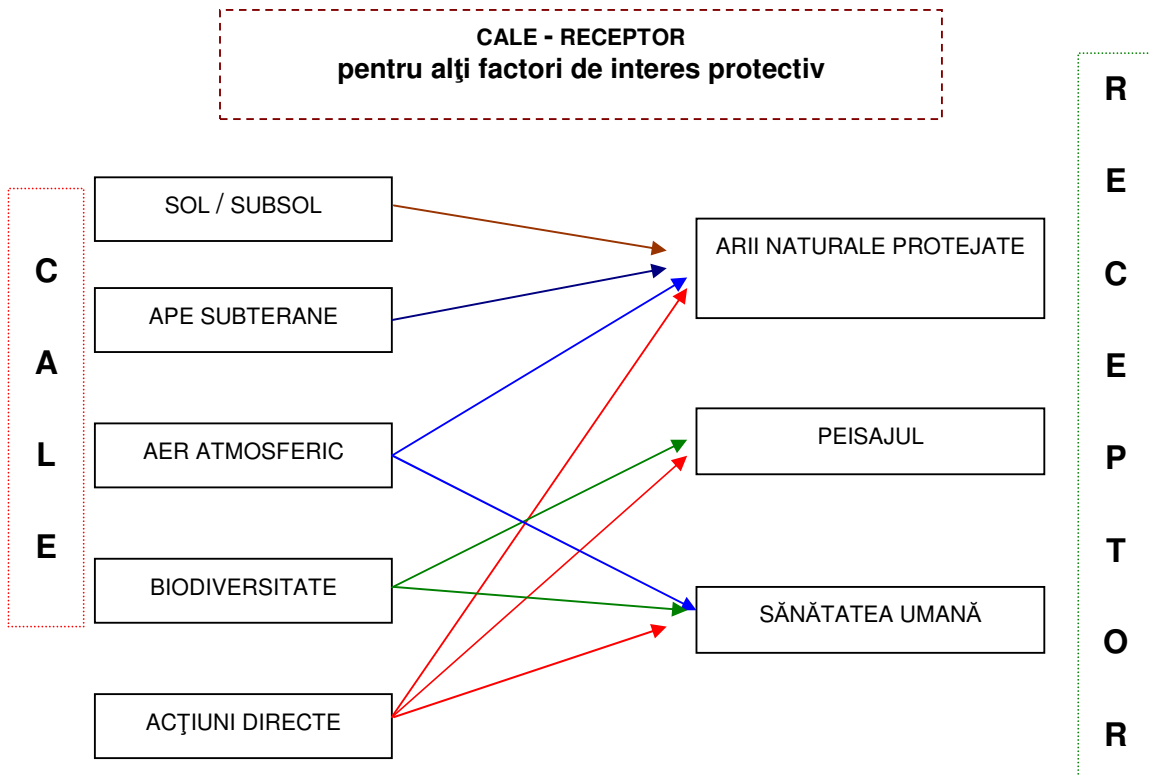 CALE - RECEPTOR
pentru alţi factori de interes protectiv
C
A
L
E
SOL / SUBSOL
APE SUBTERANE
AER ATMOSFERIC
BIODIVERSITATE
ACŢIUNI DIRECTE
ARII NATURALE PROTEJATE
PEISAJUL
SĂNĂTATEA UMANĂ
R
E
C
E
P
T
O
R